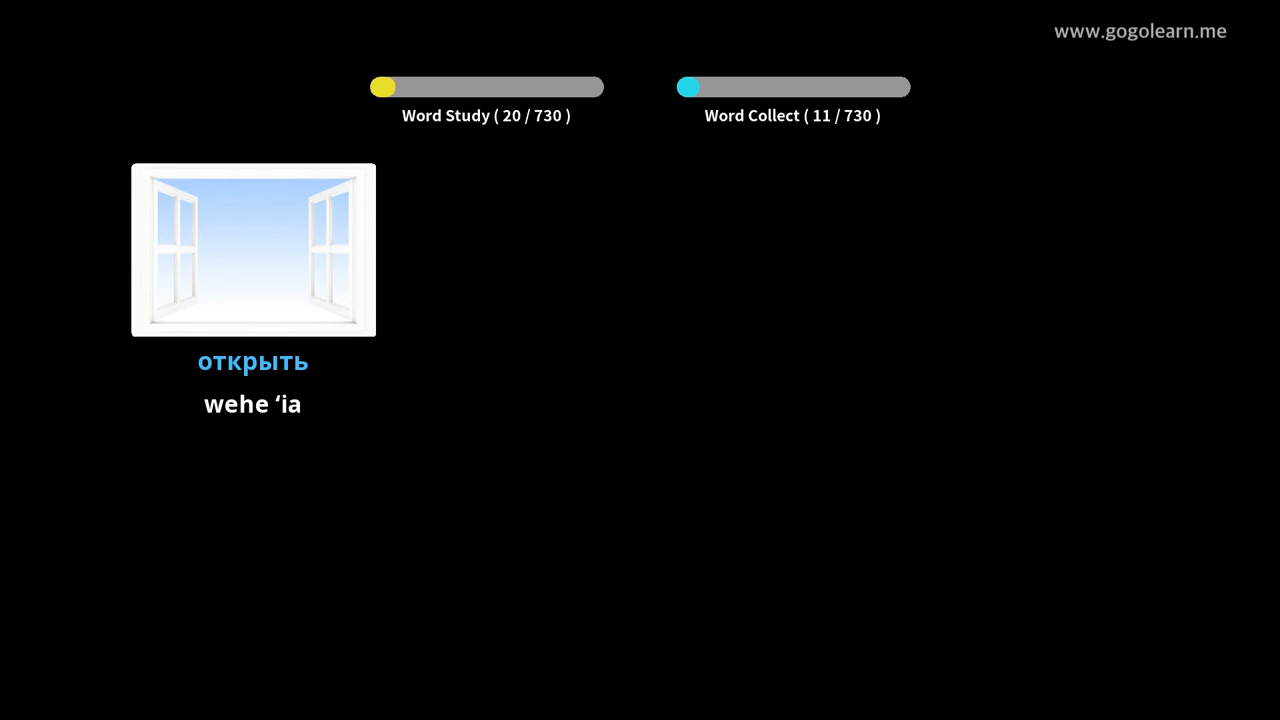 www.gogolearn.me
Word Study ( 20 / 730 )
Word Collect ( 11 / 730 )
открыть
wehe ‘ia